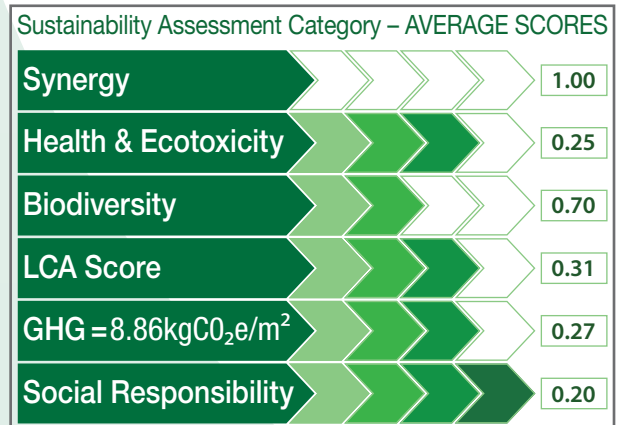 Sustainability Assessment Category – AVERAGE SCORES
Synergy 1.00
Health & Ecotoxicity 0.25
Biodiversity 0.70
LCA Score 0.31
GHG = 8.86kgC0₂e/m² 0.27
Social Responsibility 0.20